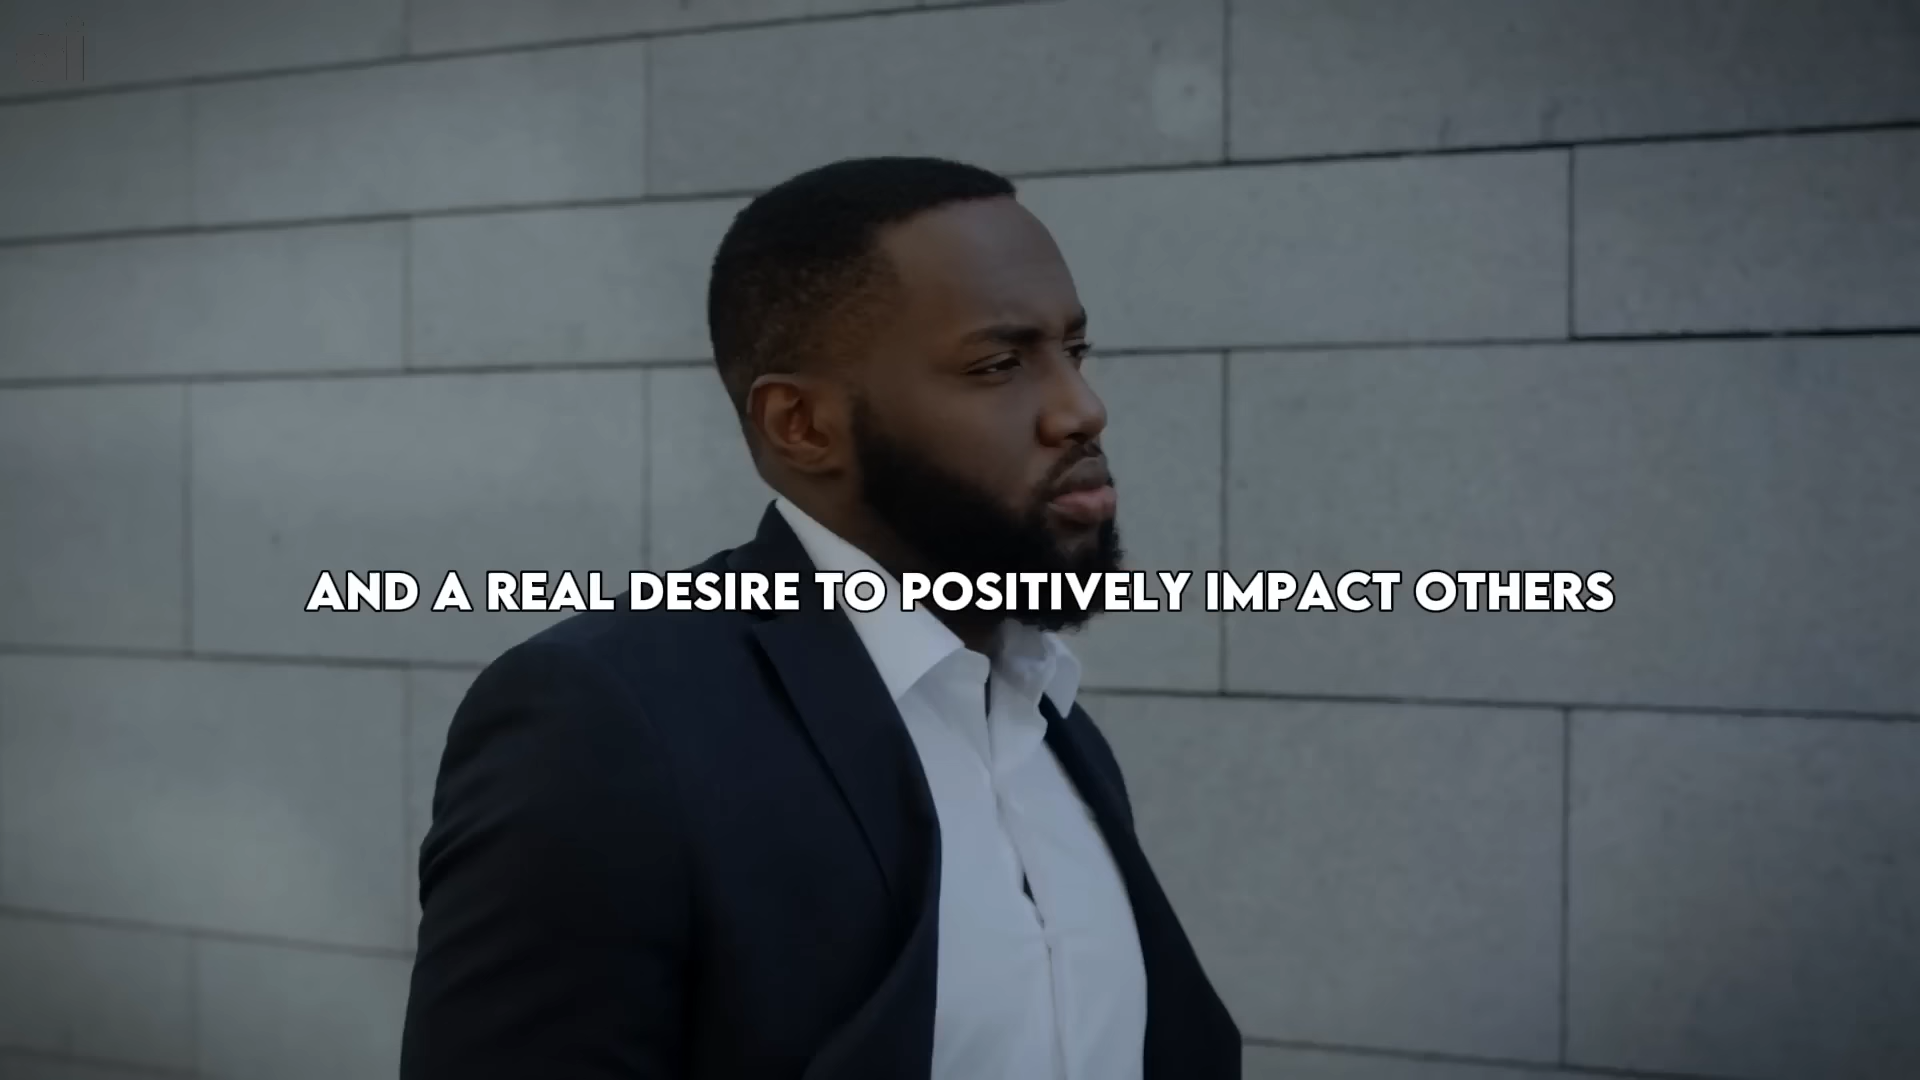 AND A REAL DESIRE TO POSITIVELY IMPACT OTHERS